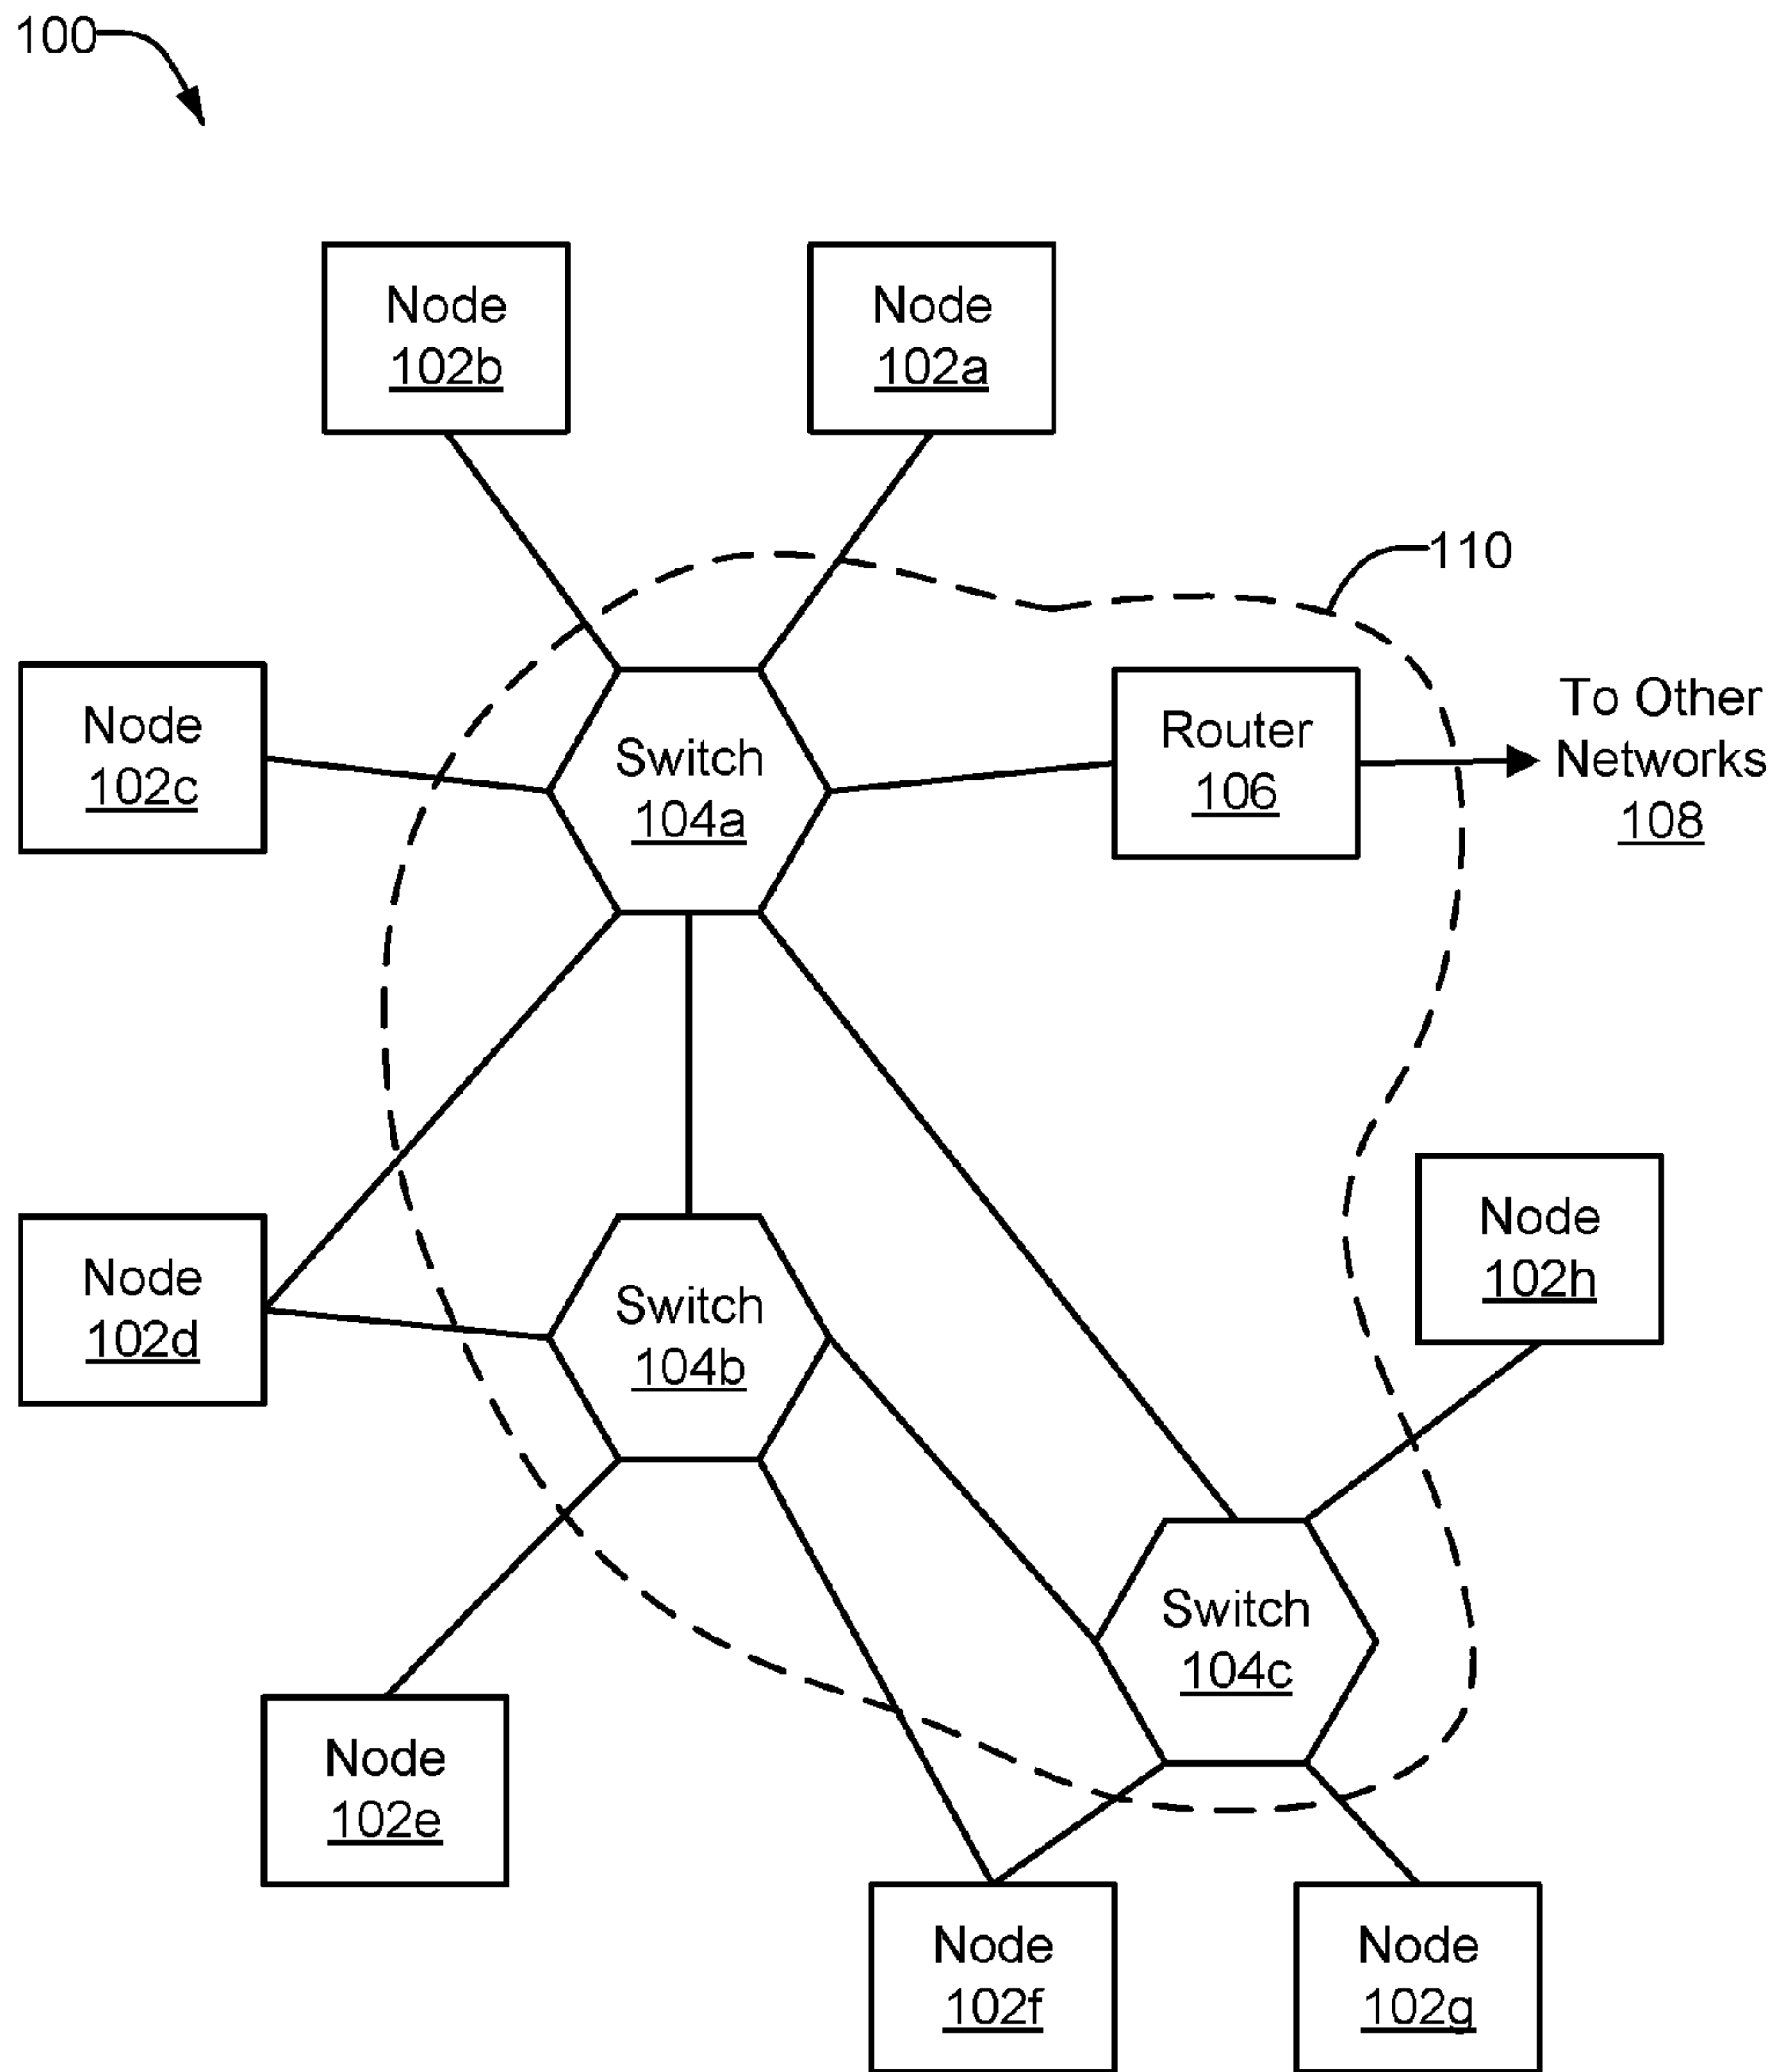 100
Node
102b
Node
102a
110
Node
102c
Switch
104a
Router
106
To Other
Networks
108
Node
102d
Switch
104b
Node
102h
Switch
104c
Node
102e
Node
102f
Node
102g